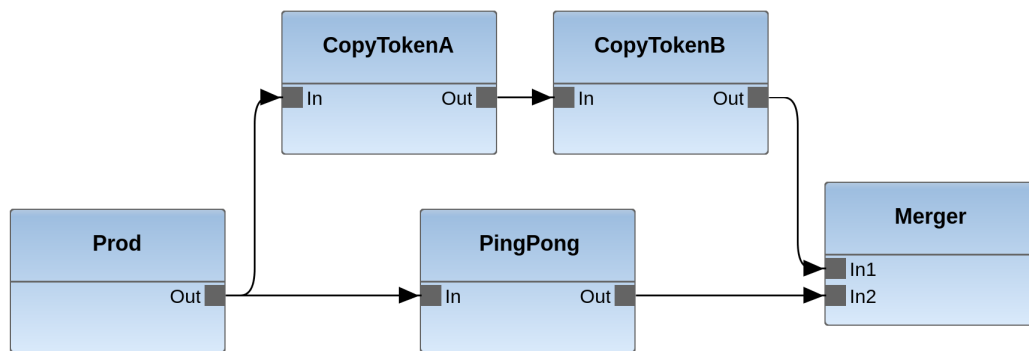 CopyTokenA
CopyTokenB
In
Out
In
Out
Prod
PingPong
Merger
Out
In
Out
In1
In2